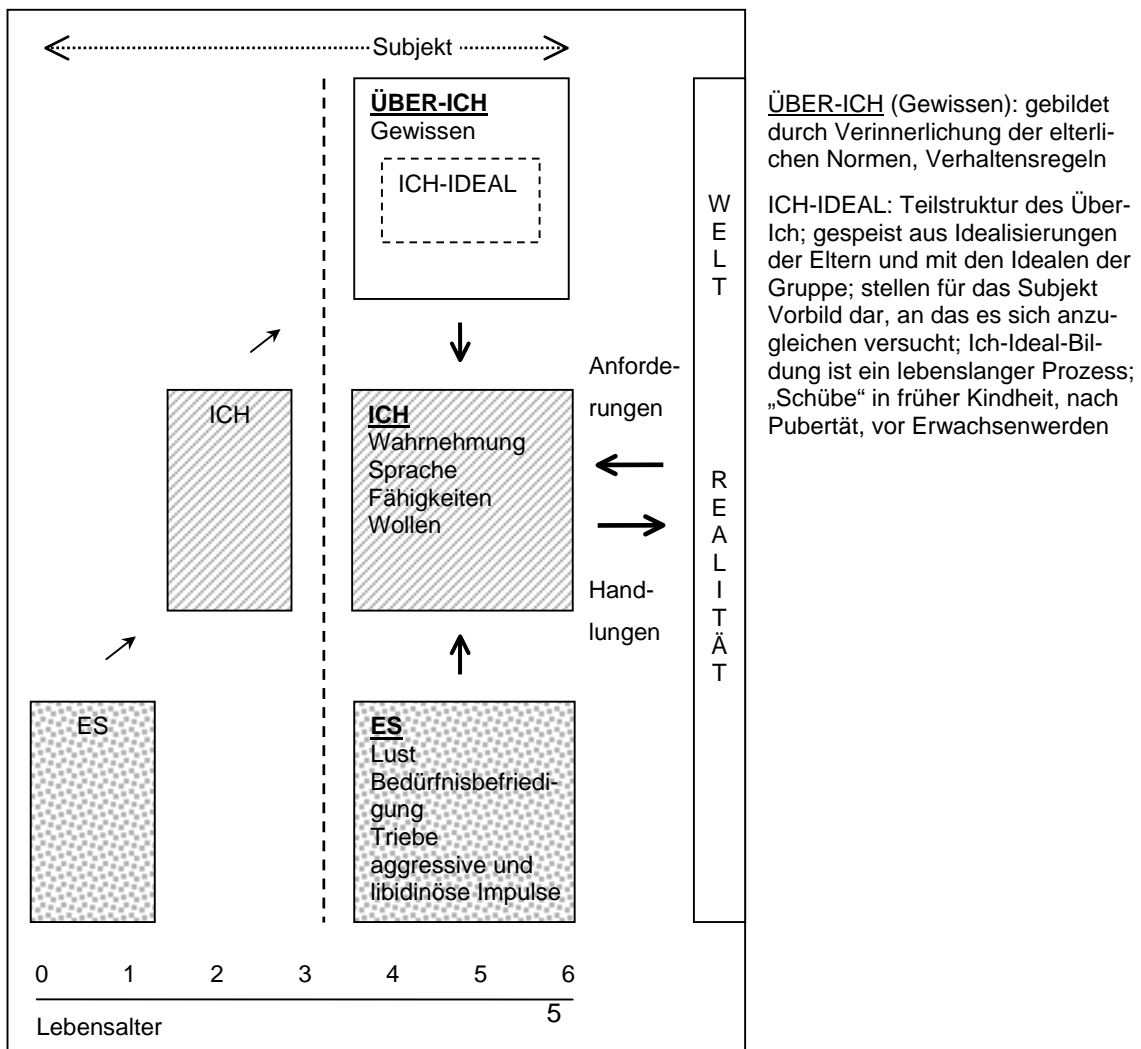 Subjekt
ÜBER-ICH
Gewissen
ICH-IDEAL
ICH
ICH
Wahrnehmung
Sprache
Fähigkeiten
Wollen
ES
ES
Lust
Bedürfnisbefriedi-
gung
Triebe
aggressive und
libidinöse Impulse
Anforde-
rungen
Hand-
lungen
WELT REALITÄT
0 1 2 3 4 5 6
5
Lebensalter
ÜBER-ICH (Gewissen): gebildet
durch Verinnerlichung der elterli-
chen Normen, Verhaltensregeln
ICH-IDEAL: Teilstruktur des Über-
Ich; gespeist aus Idealisierungen
der Eltern und mit den Idealen der
Gruppe; stellen für das Subjekt
Vorbild dar, an das es sich anzu-
gleichen versucht; Ich-Ideal-Bil-
dung ist ein lebenslanger Prozess;
„Schübe“ in früher Kindheit, nach
Pubertät, vor Erwachsenwerden